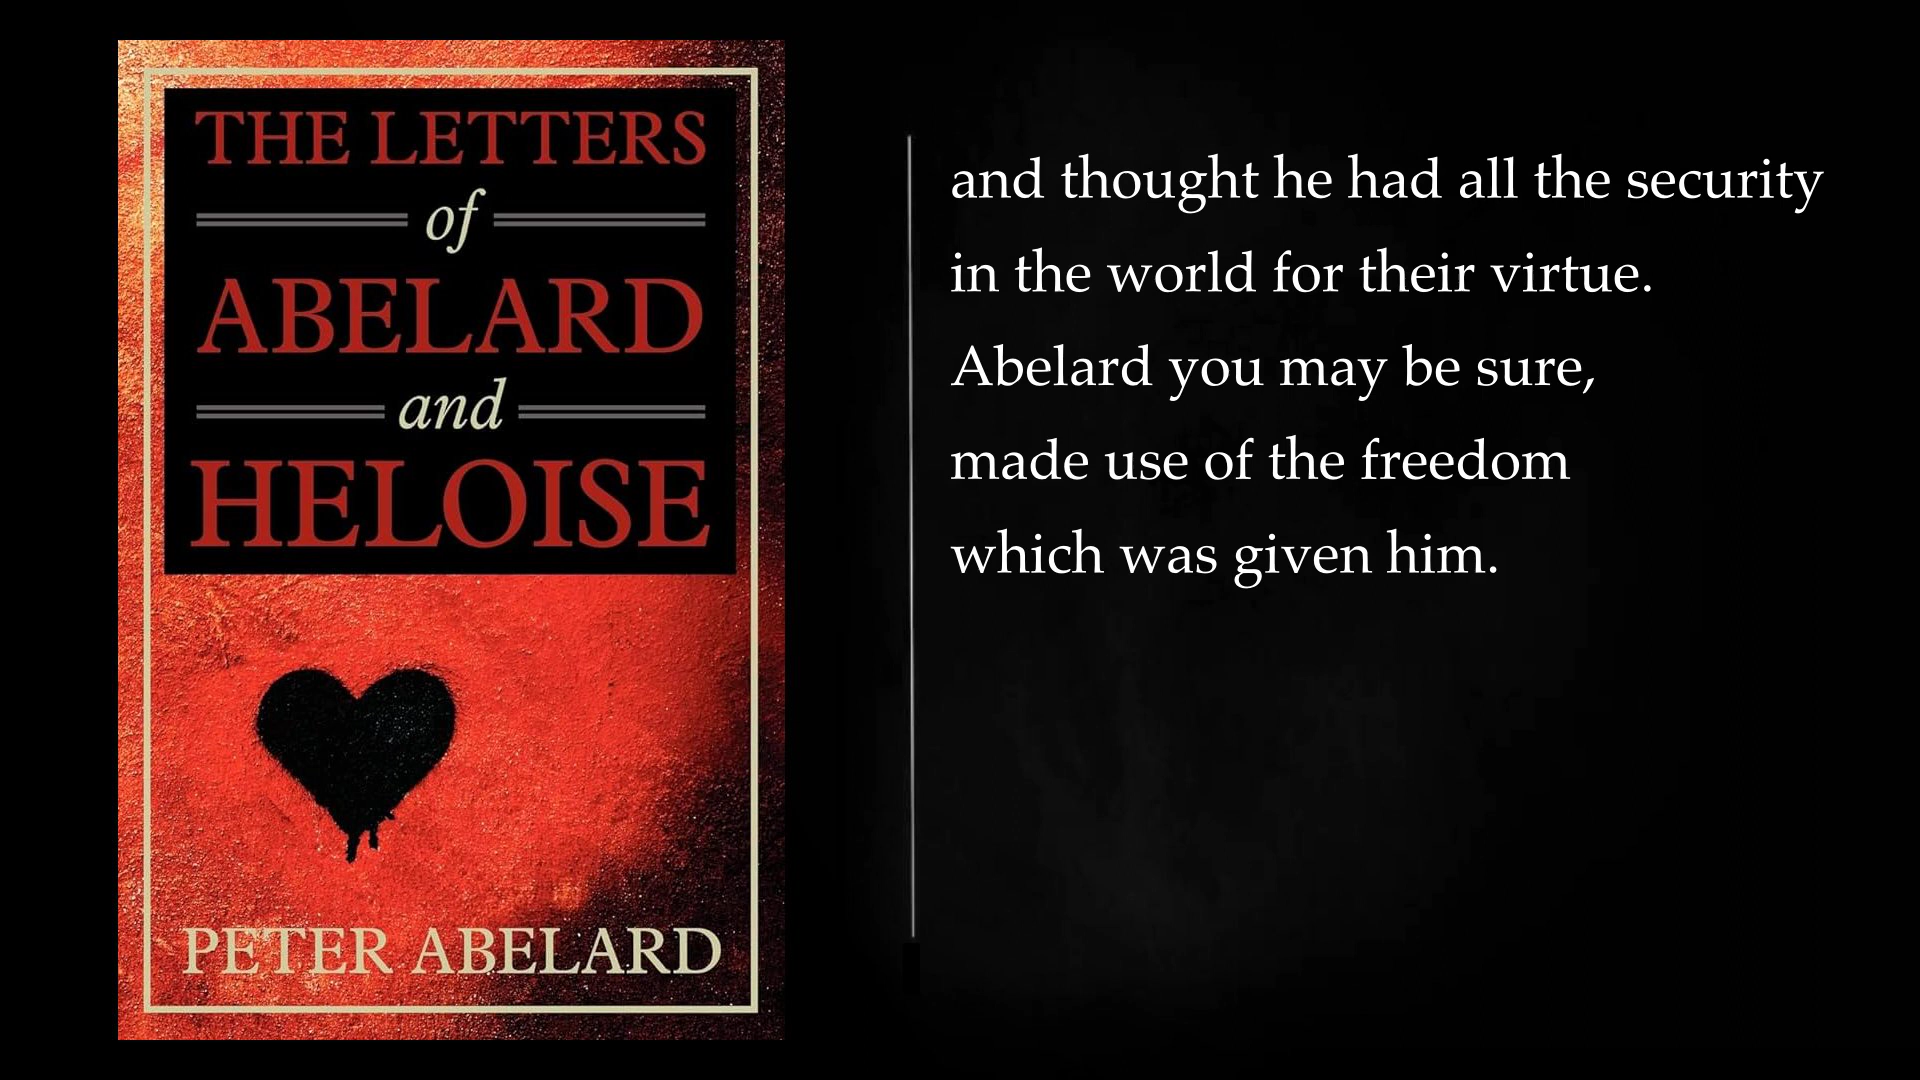 THE LETTERS
of
ABELARD
and
HELOISE
PETER ABELARD
and thought he had all the security
in the world for their virtue.
Abelard you may be sure,
made use of the freedom
which was given him.